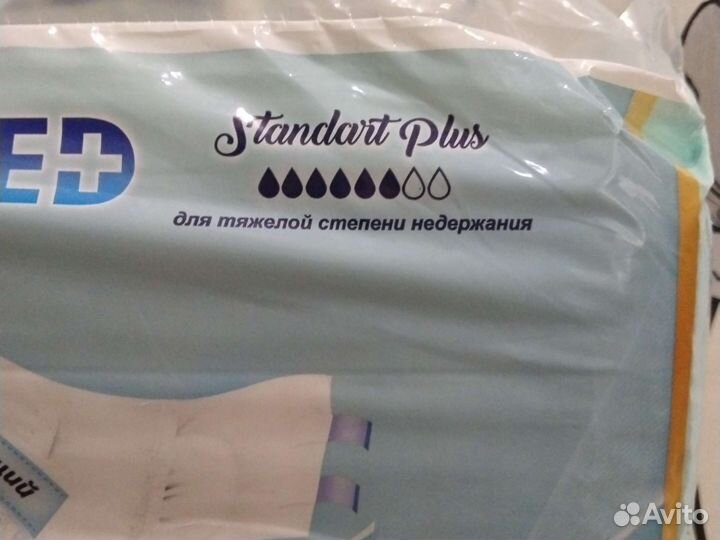 Standart Plus
для тяжелой степени недержания
Avito